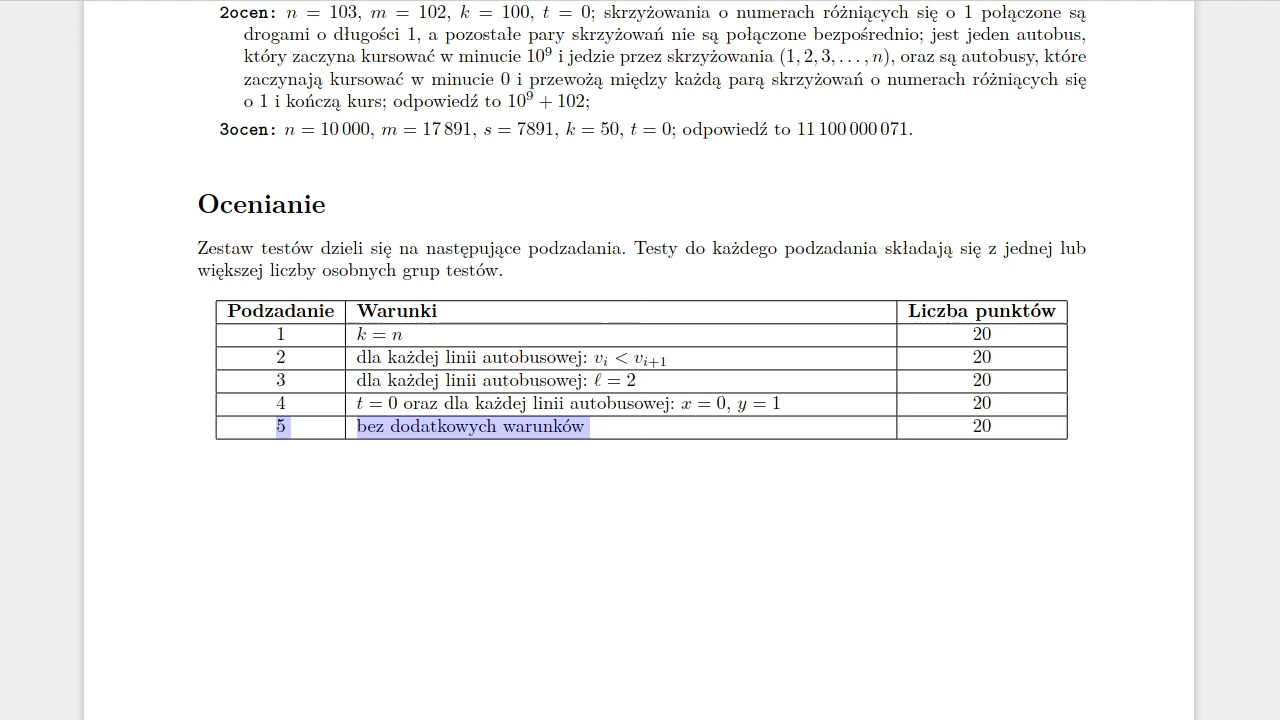 2ocen: n = 103, m = 102, k = 100, t = 0; skrzyżowania o numerach różniących się o 1 połączone są
drogami o długości 1, a pozostałe pary skrzyżowań nie są połączone bezpośrednio; jest jeden autobus,
który zaczyna kursować w minucie 10⁹ i jedzie przez skrzyżowania (1, 2, 3, . . . , n), oraz są autobusy, które
zaczynają kursować w minucie 0 i przewożą między każdą parą skrzyżowań o numerach różniących się
o 1 i kończą kurs; odpowiedź to 10⁹ + 102;
3ocen: n = 10 000, m = 17 891, s = 7891, k = 50, t = 0; odpowiedź to 11 100 000 071.
Ocenianie
Zestaw testów dzieli się na następujące podzadania. Testy do każdego podzadania składają się z jednej lub
większej liczby osobnych grup testów.
Podzadanie Warunki Liczba punktów
1 k = n 20
2 dla każdej linii autobusowej: vᵢ < vᵢ₊₁ 20
3 dla każdej linii autobusowej: ℓ = 2 20
4 t = 0 oraz dla każdej linii autobusowej: x = 0, y = 1 20
5 bez dodatkowych warunków 20